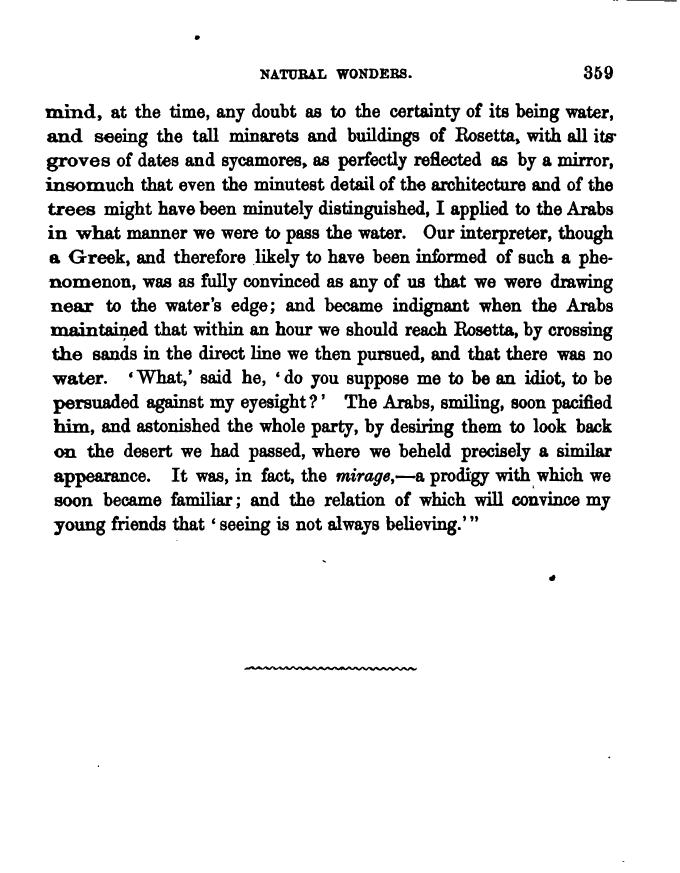 NATURAL WONDERS. 359
mind, at the time, any doubt as to the certainty of its being water,
and seeing the tall minarets and buildings of Rosetta, with all its
groves of dates and sycamores, as perfectly reflected as by a mirror,
insomuch that even the minutest detail of the architecture and of the
trees might have been minutely distinguished, I applied to the Arabs
in what manner we were to pass the water. Our interpreter, though
a Greek, and therefore likely to have been informed of such a phe-
nomenon, was as fully convinced as any of us that we were drawing
near to the water's edge; and became indignant when the Arabs
maintained that within an hour we should reach Rosetta, by crossing
the sands in the direct line we then pursued, and that there was no
water. ‘What,’ said he, ‘do you suppose me to be an idiot, to be
persuaded against my eyesight?’ The Arabs, smiling, soon pacified
him, and astonished the whole party, by desiring them to look back
on the desert we had passed, where we beheld precisely a similar
appearance. It was, in fact, the mirage,—a prodigy with which we
soon became familiar; and the relation of which will convince my
young friends that ‘seeing is not always believing.’”